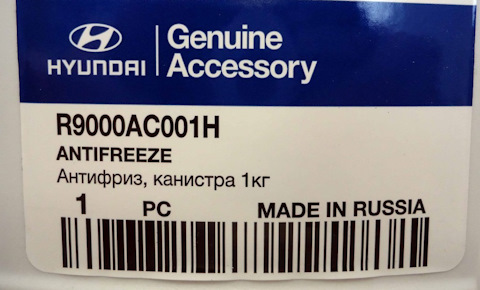 HYUNDAI
Genuine
Accessory
R9000AC001H
ANTIFREEZE
Антифриз, канистра 1кг
1 PC MADE IN RUSSIA